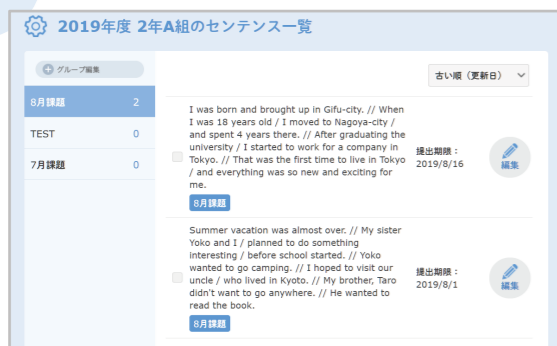 2019年度 2年A組のセンテンス一覧
グループ編集
8月課題 2
TEST 0
7月課題 0
古い順（更新日）
I was born and brought up in Gifu-city. // When
I was 18 years old / I moved to Nagoya-city /
and spent 4 years there. // After graduating the
university / I started to work for a company in
Tokyo. // That was the first time to live in Tokyo
/ and everything was so new and exciting for
me.
8月課題
提出期限：
2019/8/16
編集
Summer vacation was almost over. // My sister
Yoko and I / planned to do something
interesting / before school started. // Yoko
wanted to go camping. // I hoped to visit our
uncle / who lived in Kyoto. // My brother, Taro
didn't want to go anywhere. // He wanted to
read the book.
8月課題
提出期限：
2019/8/1
編集